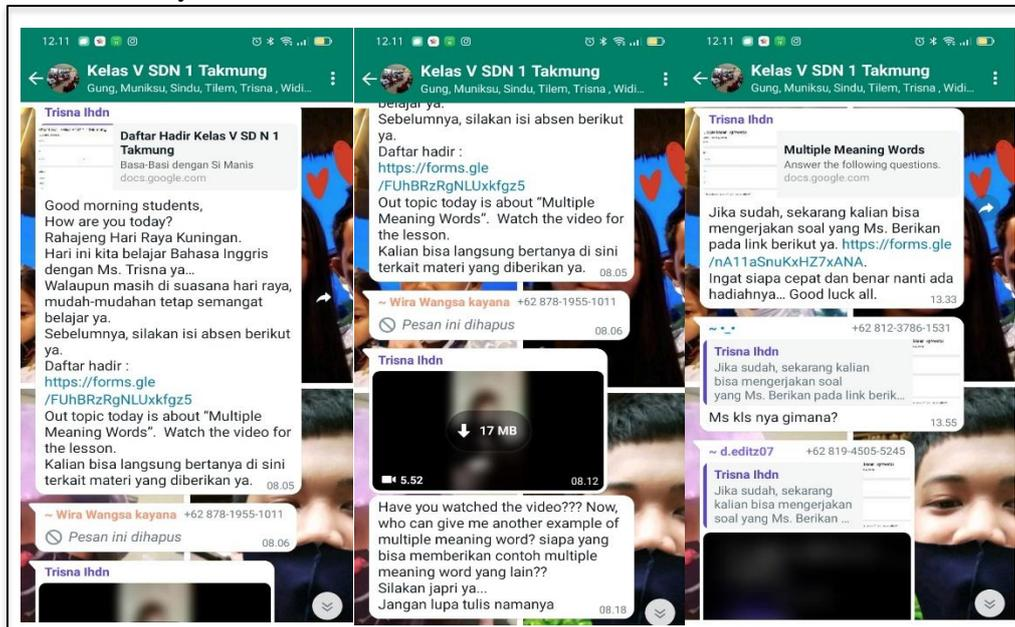 12.11
Kelas V SDN 1 Takmung
Gung, Muniksu, Sindu, Tilem, Trisna , Widi...
Trisna Ihdn
Daftar Hadir Kelas V SD N 1
Takmung
Basa-Basi dengan Si Manis
docs.google.com
Good morning students,
How are you today?
Rahajeng Hari Raya Kuningan.
Hari ini kita belajar Bahasa Inggris
dengan Ms. Trisna ya...
Walaupun masih di suasana hari raya,
mudah-mudahan tetap semangat
belajar ya.
Sebelumnya, silakan isi absen berikut
ya.
Daftar hadir :
https://forms.gle
/FUhBRzRgNLUxkfgz5
Out topic today is about “Multiple
Meaning Words”. Watch the video for
the lesson.
Kalian bisa langsung bertanya di sini
terkait materi yang diberikan ya. 08.05
~ Wira Wangsa kayana +62 878-1955-1011
Pesan ini dihapus 08.06
Trisna Ihdn
12.11
Kelas V SDN 1 Takmung
Gung, Muniksu, Sindu, Tilem, Trisna , Widi...
belajar ya.
Sebelumnya, silakan isi absen berikut
ya.
Daftar hadir :
https://forms.gle
/FUhBRzRgNLUxkfgz5
Out topic today is about “Multiple
Meaning Words”. Watch the video for
the lesson.
Kalian bisa langsung bertanya di sini
terkait materi yang diberikan ya. 08.05
~ Wira Wangsa kayana +62 878-1955-1011
Pesan ini dihapus 08.06
Trisna Ihdn
17 MB
5.52 08.12
Have you watched the video??? Now,
who can give me another example of
multiple meaning word? siapa yang
bisa memberikan contoh multiple
meaning word yang lain??
Silakan japri ya...
Jangan lupa tulis namanya 08.18
12.11
Kelas V SDN 1 Takmung
Gung, Muniksu, Sindu, Tilem, Trisna , Widi...
Trisna Ihdn
Multiple Meaning Words
Answer the following questions.
docs.google.com
Jika sudah, sekarang kalian bisa
mengerjakan soal yang Ms. Berikan
pada link berikut ya. https://forms.gle
/nA11aSnuKxHZ7xANA.
Ingat siapa cepat dan benar nanti ada
hadiahnya... Good luck all. 13.33
~ •_• +62 812-3786-1531
Trisna Ihdn
Jika sudah, sekarang kalian
bisa mengerjakan soal
yang Ms. Berikan pada link berik...
Ms kls nya gimana? 13.55
~ d.editz07 +62 819-4505-5245
Trisna Ihdn
Jika sudah, sekarang
kalian bisa mengerjakan
soal yang Ms. Berikan ...